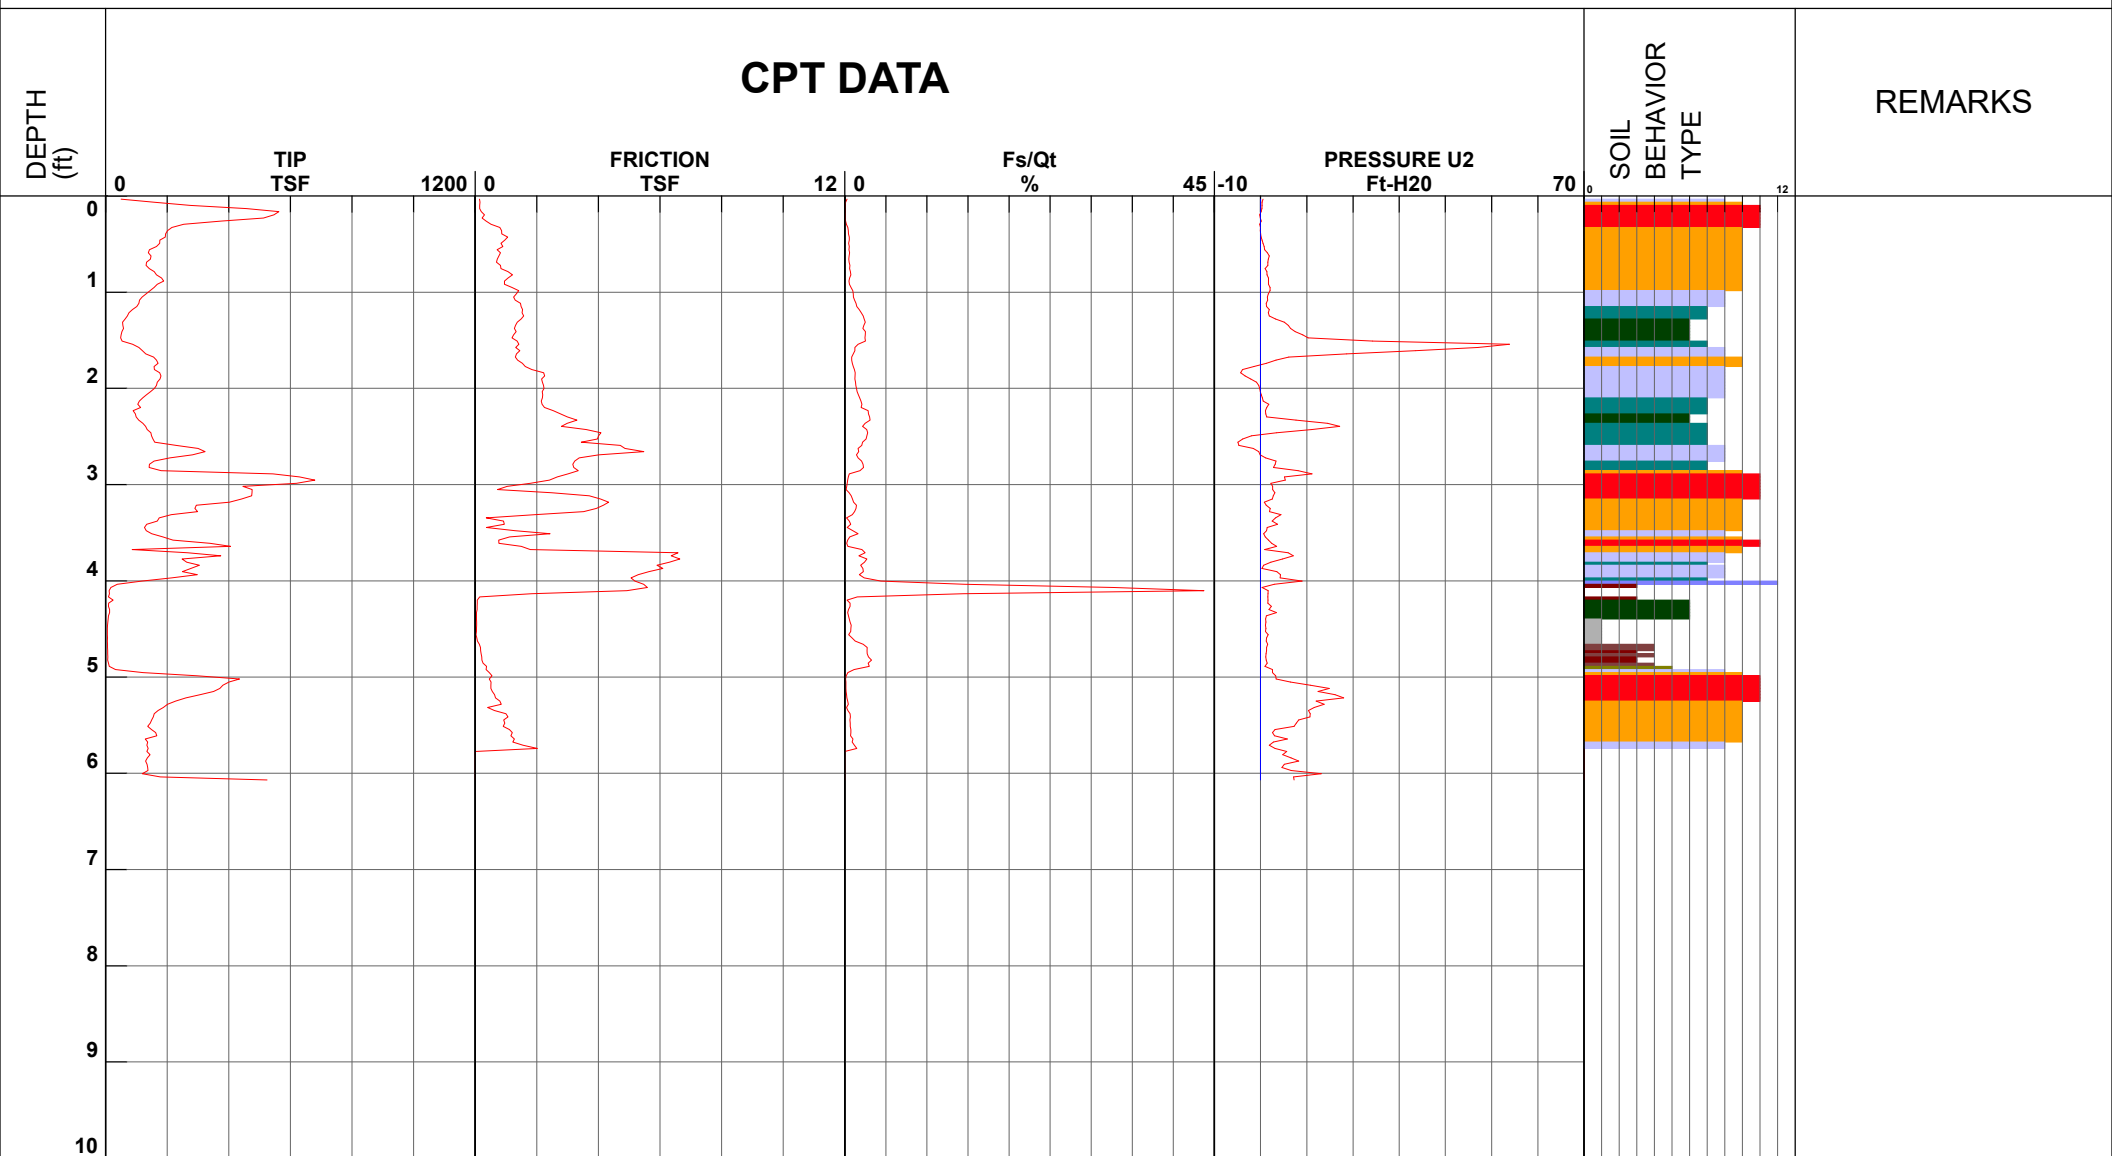 CPT DATA
DEPTH
(ft)
TIP
TSF
0
1200
FRICTION
TSF
0
12
Fs/Qt
%
0
45
PRESSURE U2
Ft-H20
-10
70
SOIL
BEHAVIOR
TYPE
0
12
REMARKS
0
1
2
3
4
5
6
7
8
9
10